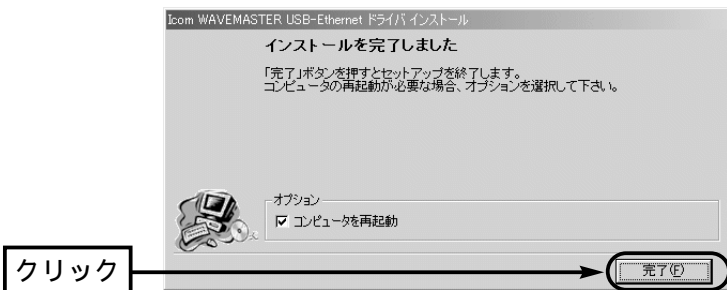 Icom WAVEMASTER USB-Ethernet ドライバ インストール
インストールを完了しました
「完了」ボタンを押すとセットアップを終了します。
コンピュータの再起動が必要な場合、オプションを選択して下さい。
オプション
コンピュータを再起動
クリック
完了(F)